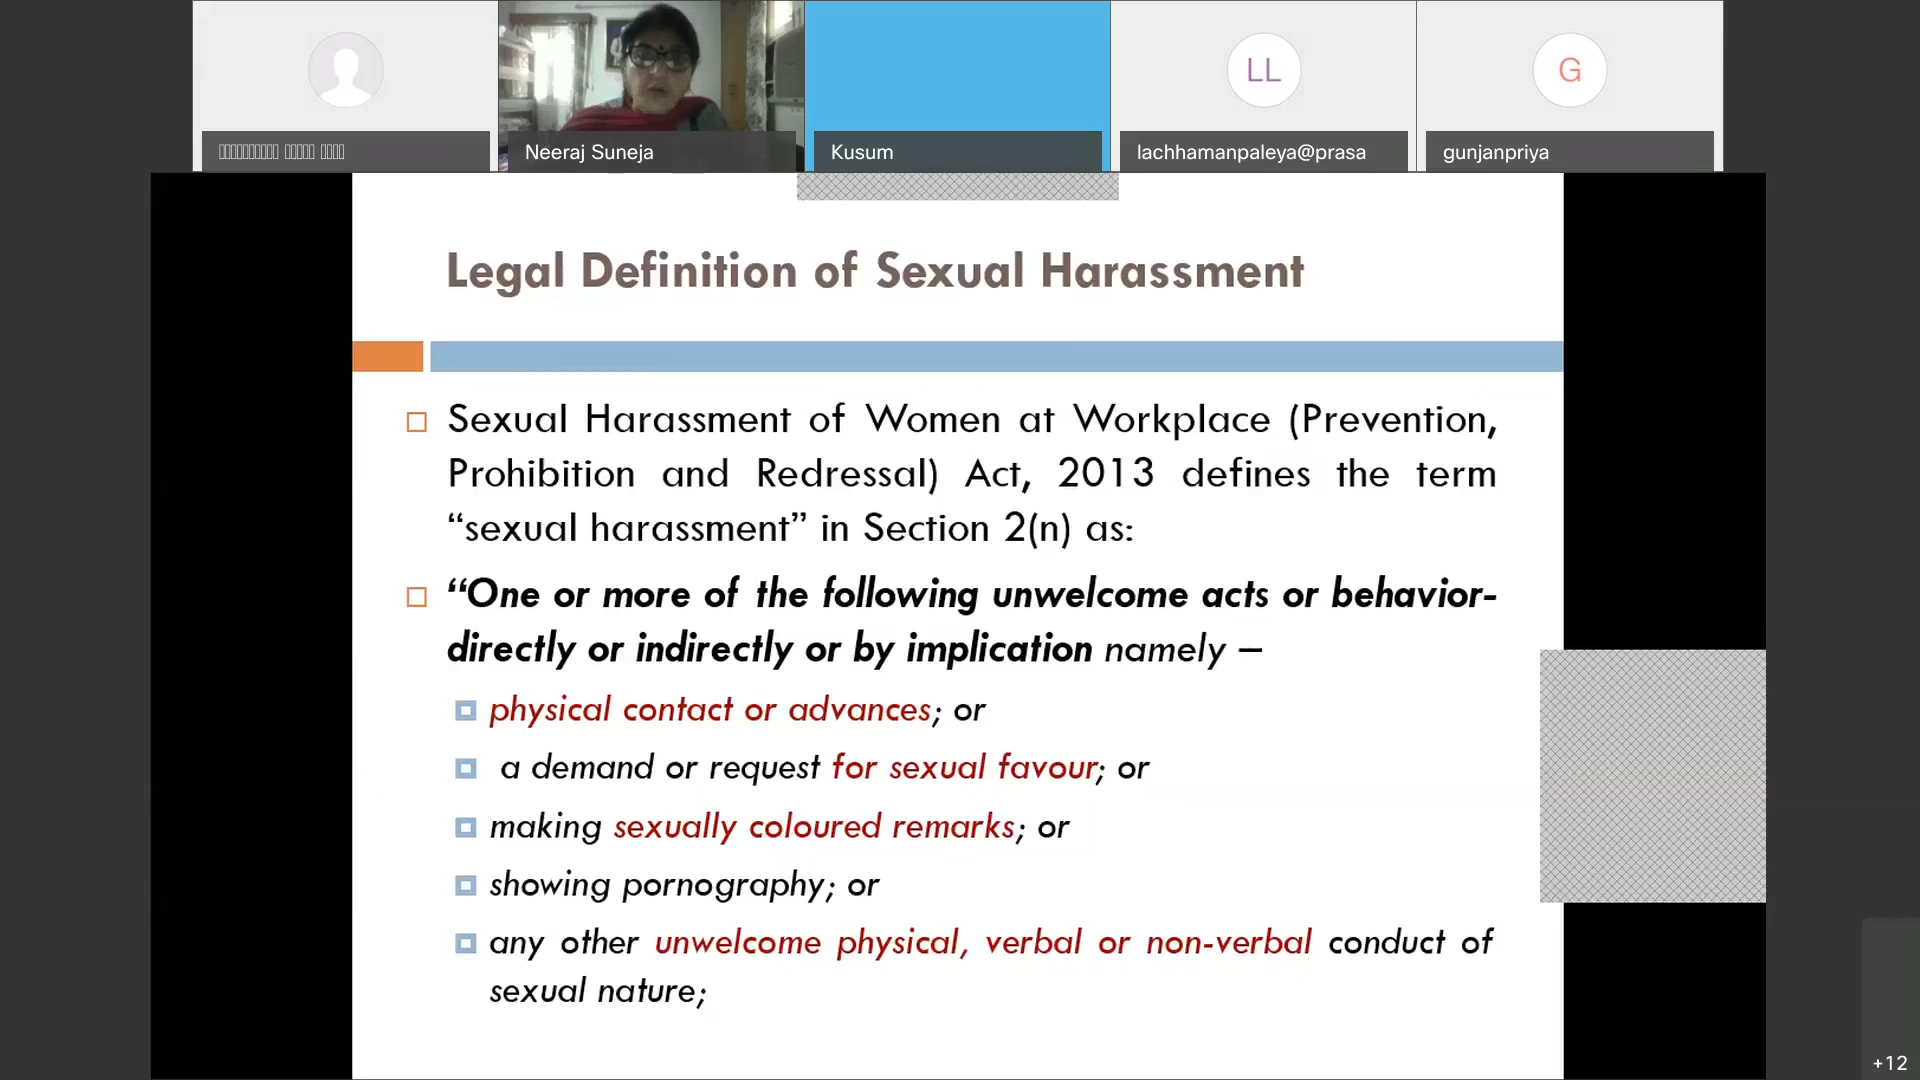 Neeraj Suneja
Kusum
LL
lachhamanpaleya@prasa
G
gunjanpriya
Legal Definition of Sexual Harassment
Sexual Harassment of Women at Workplace (Prevention,
Prohibition and Redressal) Act, 2013 defines the term
“sexual harassment” in Section 2(n) as:
“One or more of the following unwelcome acts or behavior-
directly or indirectly or by implication namely –
physical contact or advances; or
a demand or request for sexual favour; or
making sexually coloured remarks; or
showing pornography; or
any other unwelcome physical, verbal or non-verbal conduct of
sexual nature;
+12